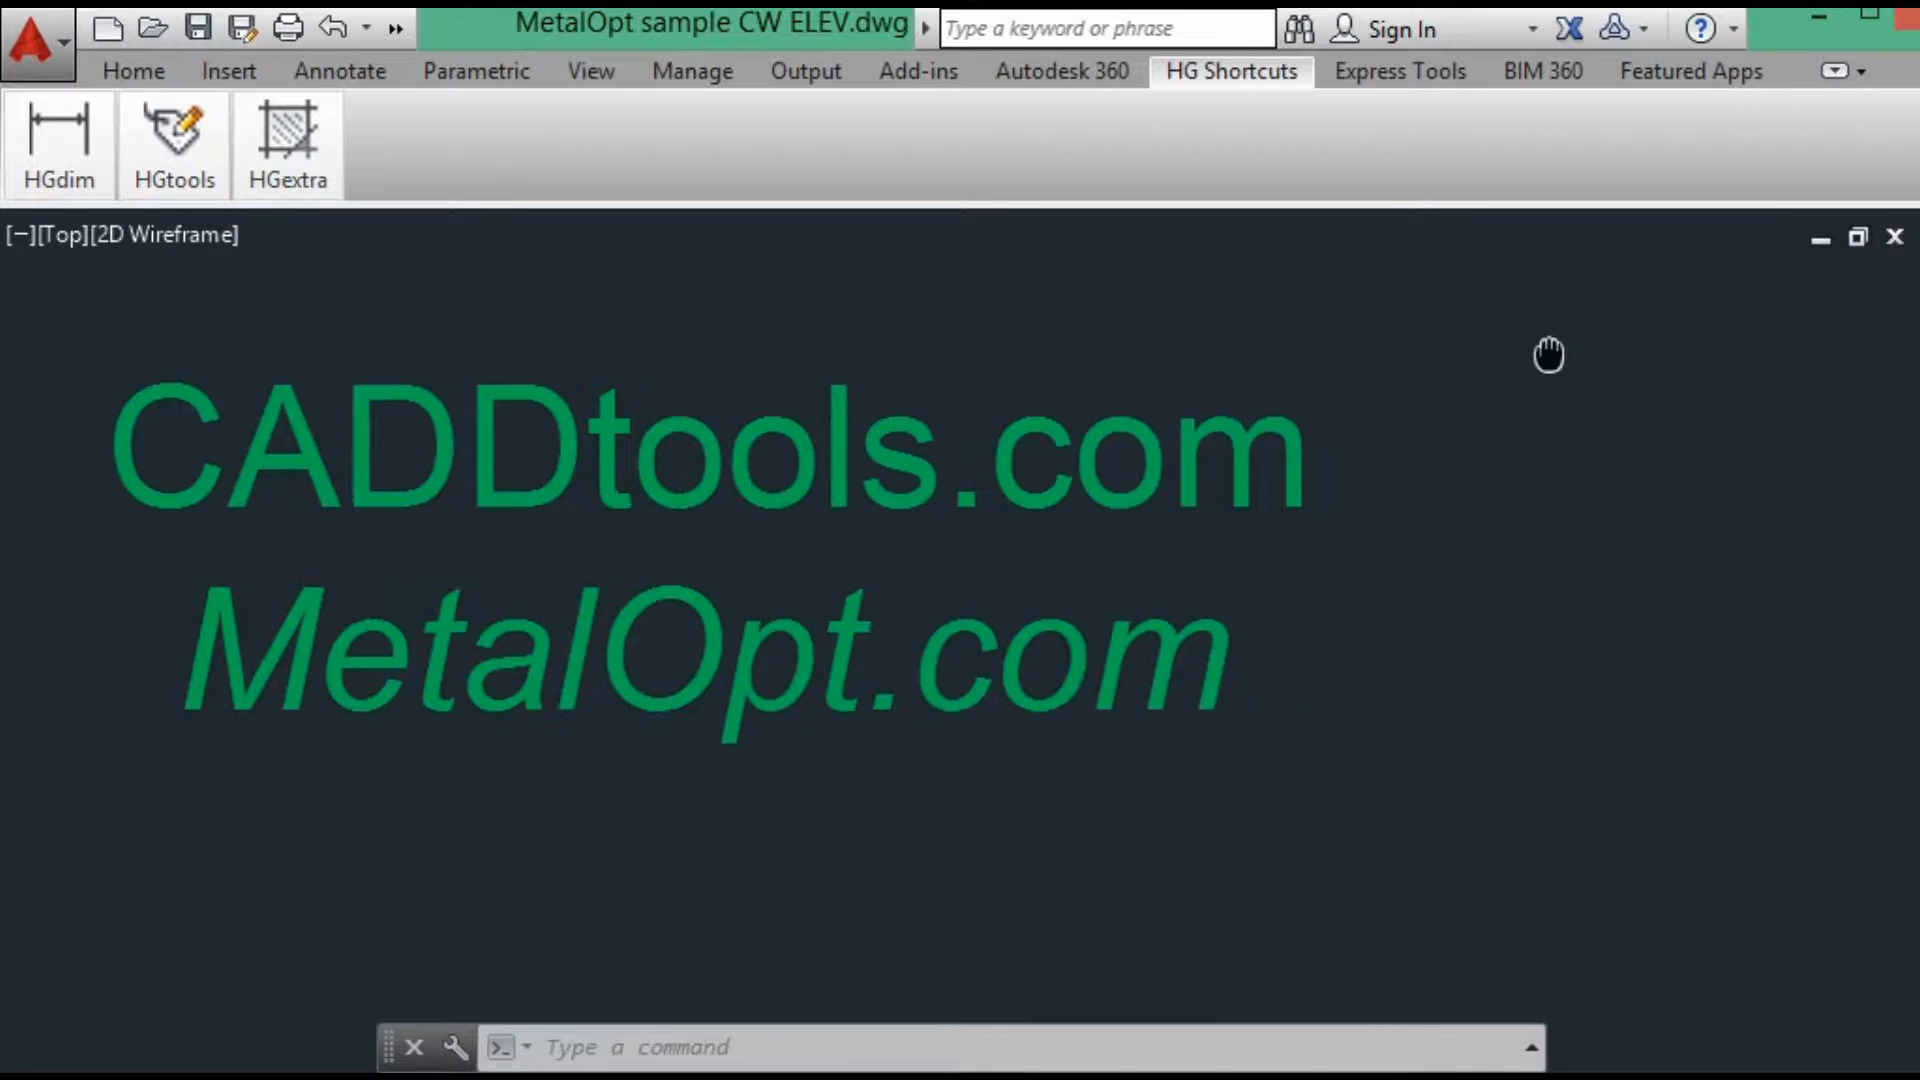 MetalOpt sample CW ELEV.dwg
Type a keyword or phrase
Sign In
Home Insert Annotate Parametric View Manage Output Add-ins Autodesk 360 HG Shortcuts Express Tools BIM 360 Featured Apps
HGdim HGtools HGextra
[−][Top][2D Wireframe]
CADDtools.com
MetalOpt.com
Type a command